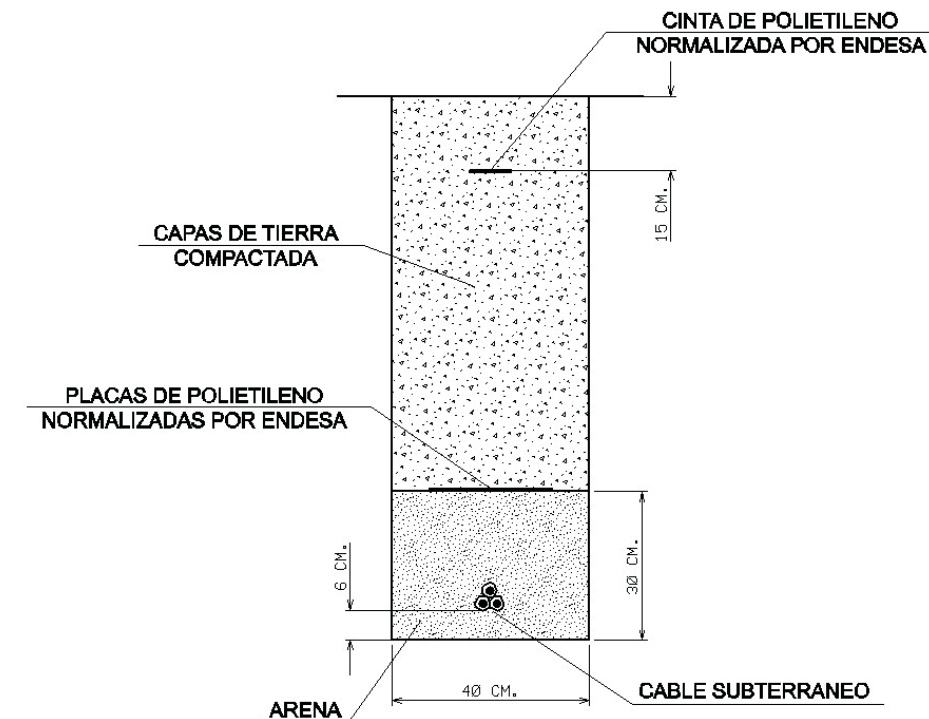 CINTA DE POLIETILENO
NORMALIZADA POR ENDESA
15 CM.
CAPAS DE TIERRA
COMPACTADA
PLACAS DE POLIETILENO
NORMALIZADAS POR ENDESA
6 CM.
30 CM.
40 CM.
CABLE SUBTERRANEO
ARENA